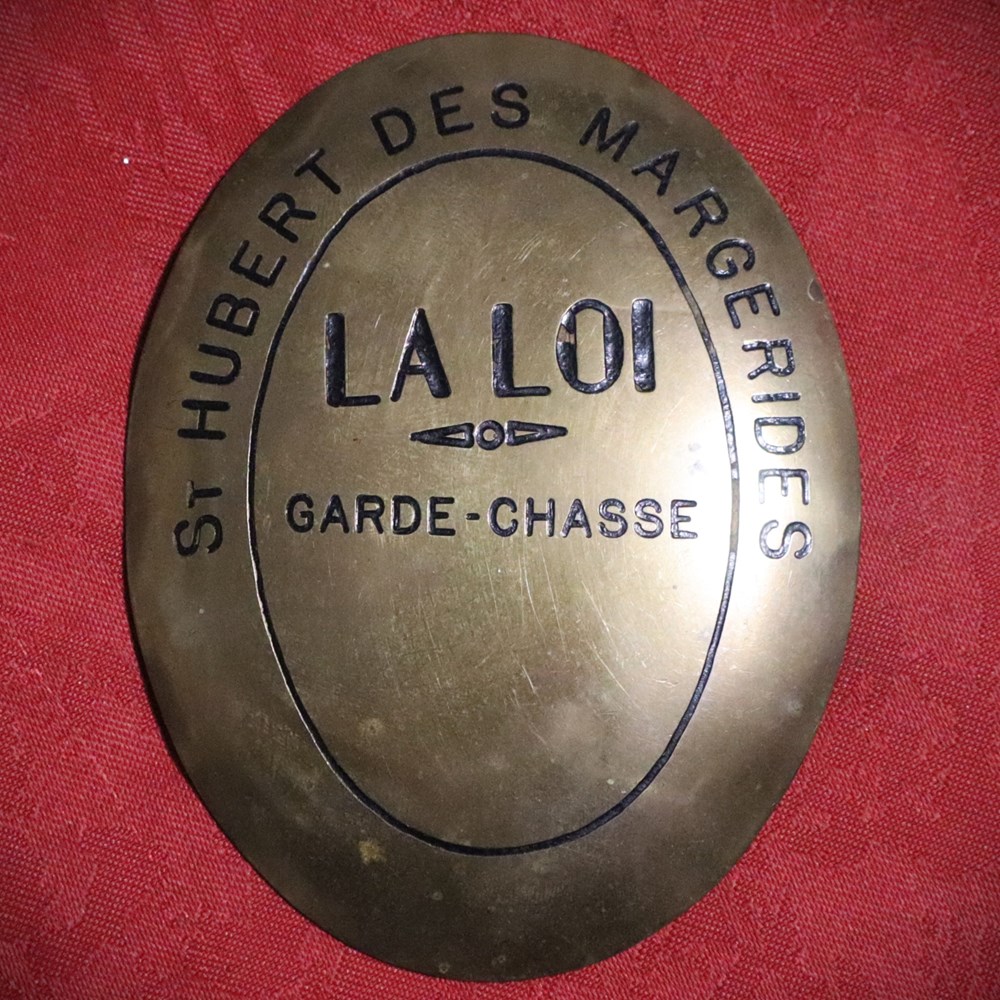 ST HUBERT DES MARGERIDES
LA LOI
GARDE-CHASSE